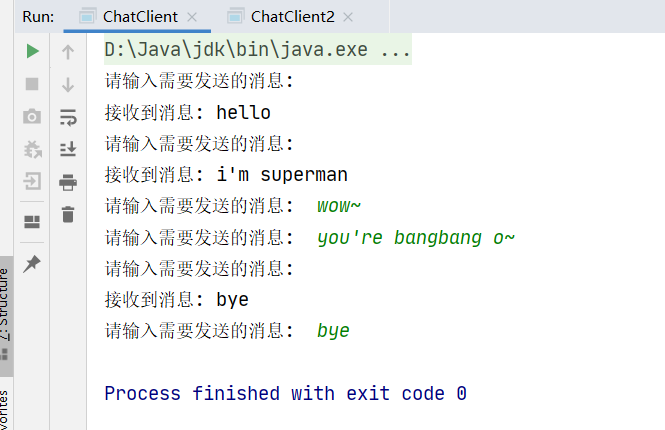 Run: ChatClient × ChatClient2 ×
D:\Java\jdk\bin\java.exe ...
请输入需要发送的消息:
接收到消息: hello
请输入需要发送的消息:
接收到消息: i'm superman
请输入需要发送的消息: wow~
请输入需要发送的消息: you're bangbang o~
请输入需要发送的消息:
接收到消息: bye
请输入需要发送的消息: bye
Process finished with exit code 0
Z: Structure
vorites